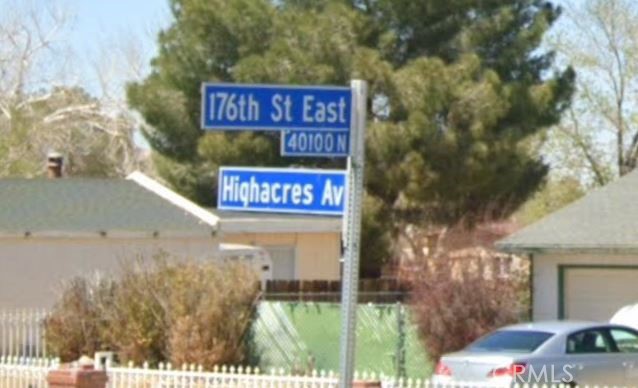 176th St East
40100 N
Highacres Av
CRMLS